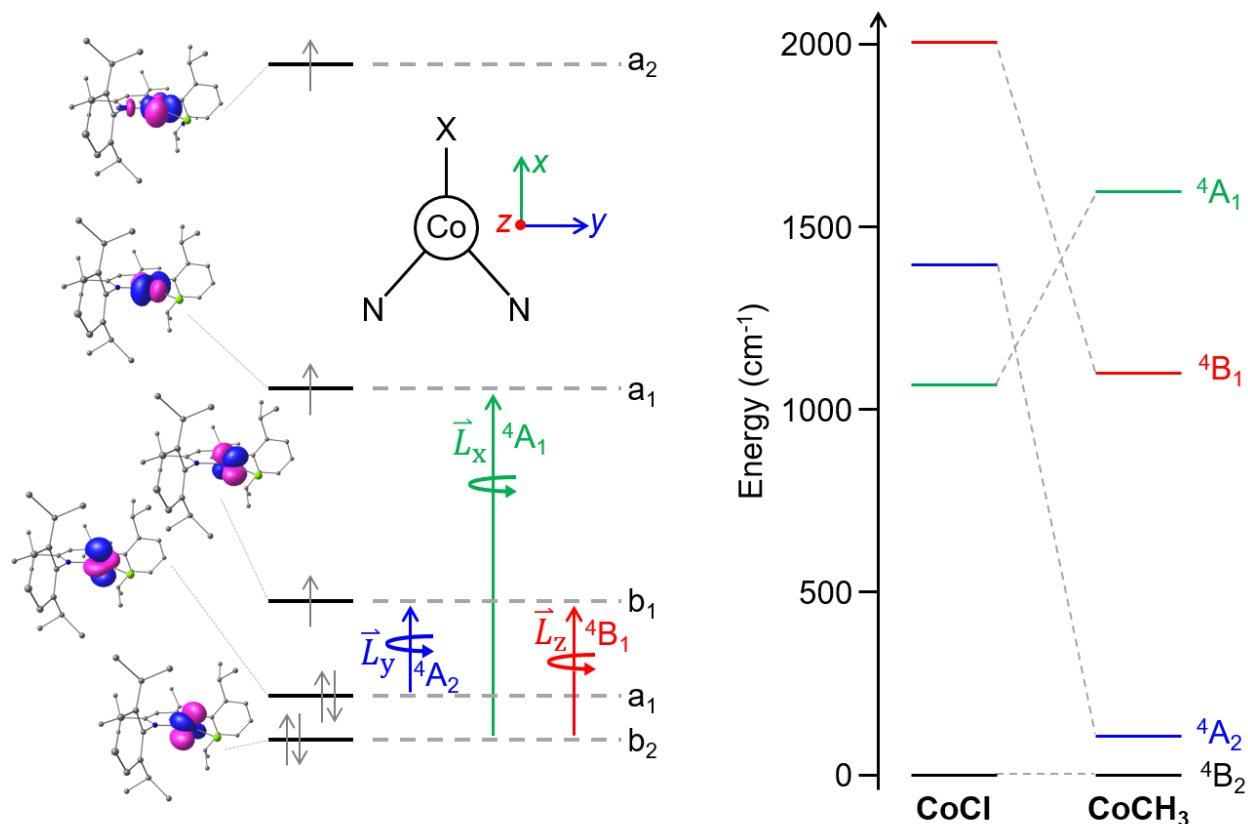 a₂
X
x
Co
z
y
N
N
a₁
L⃗ₓ
⁴A₁
b₁
L⃗y
⁴A₂
L⃗z
⁴B₁
a₁
b₂
Energy (cm⁻¹)
2000
1500
1000
500
0
⁴A₁
⁴B₁
⁴A₂
⁴B₂
CoCl
CoCH₃